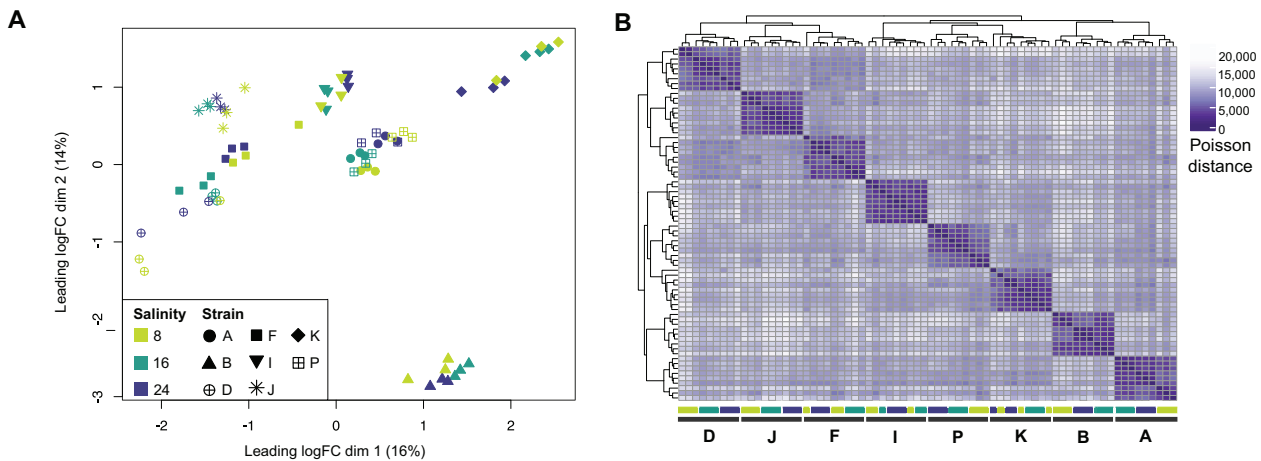 A
Leading logFC dim 2 (14%)
1
0
-1
-2
-3
Salinity
8
16
24
Strain
A
F
K
B
I
P
D
J
-2
-1
0
1
2
Leading logFC dim 1 (16%)
B
20,000
15,000
10,000
5,000
0
Poisson
distance
D J F I P K B A